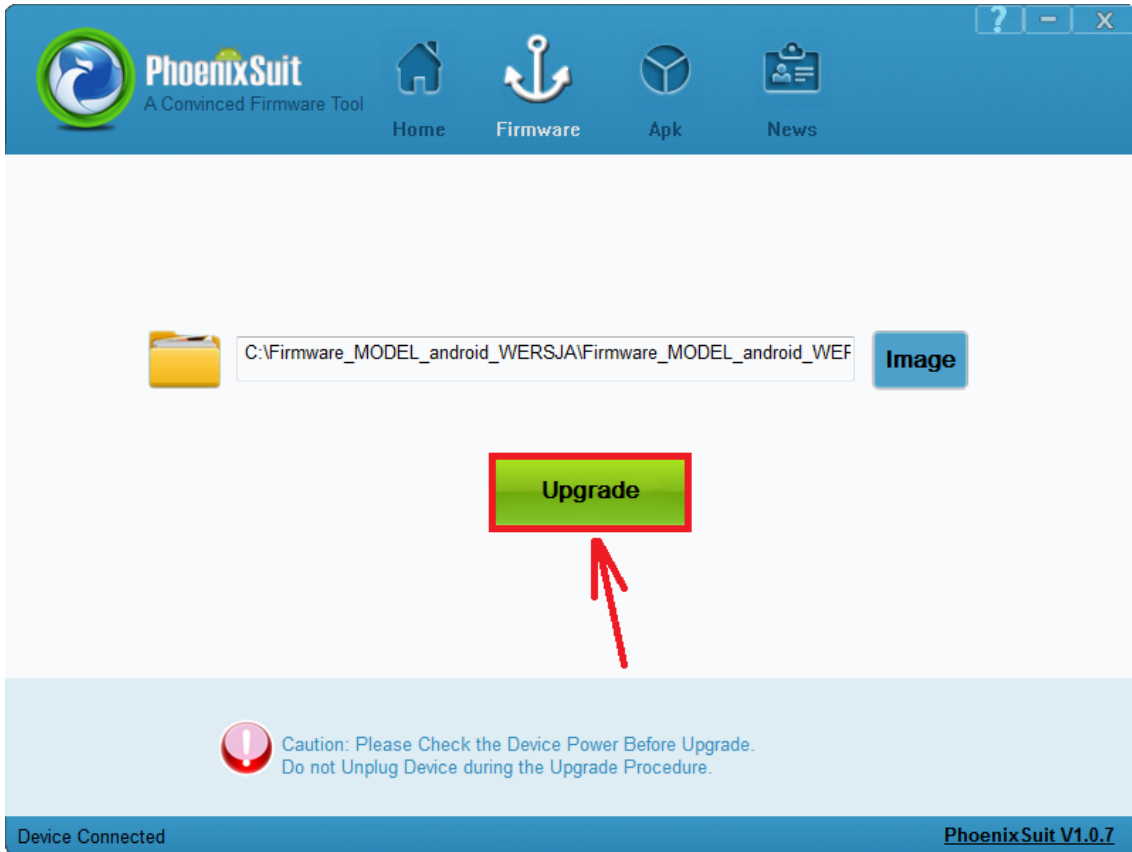 ? – X
PhoenixSuit
A Convinced Firmware Tool
Home Firmware Apk News
C:\Firmware_MODEL_android_WERSJA\Firmware_MODEL_android_WEF
Image
Upgrade
Caution: Please Check the Device Power Before Upgrade.
Do not Unplug Device during the Upgrade Procedure.
Device Connected
PhoenixSuit V1.0.7